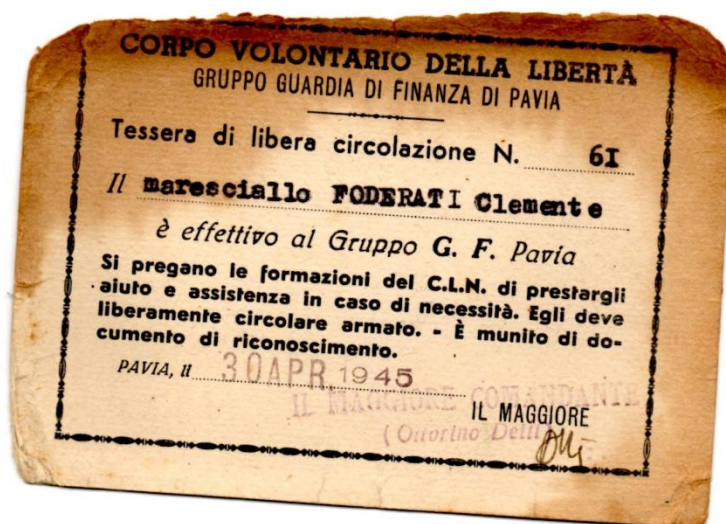 CORPO VOLONTARIO DELLA LIBERTÀ
GRUPPO GUARDIA DI FINANZA DI PAVIA
Tessera di libera circolazione N. 61
Il maresciallo FODERATI Clemente
è effettivo al Gruppo G. F. Pavia
Si pregano le formazioni del C.L.N. di prestargli
aiuto e assistenza in caso di necessità. Egli deve
liberamente circolare armato. - È munito di do-
cumento di riconoscimento.
PAVIA, li 30 APR. 1945
IL MAGGIORE COMANDANTE
IL MAGGIORE
(Ottorino